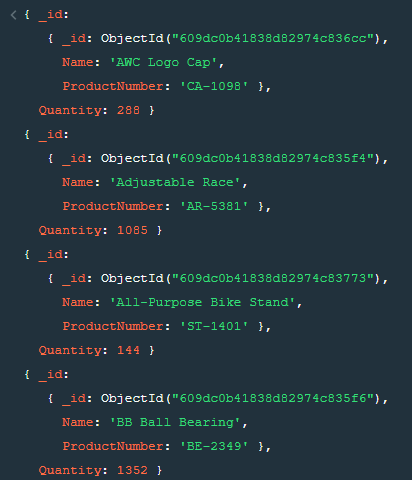 < { _id:
{ _id: ObjectId("609dc0b41838d82974c836cc"),
Name: 'AWC Logo Cap',
ProductNumber: 'CA-1098' },
Quantity: 288 }
{ _id:
{ _id: ObjectId("609dc0b41838d82974c835f4"),
Name: 'Adjustable Race',
ProductNumber: 'AR-5381' },
Quantity: 1085 }
{ _id:
{ _id: ObjectId("609dc0b41838d82974c83773"),
Name: 'All-Purpose Bike Stand',
ProductNumber: 'ST-1401' },
Quantity: 144 }
{ _id:
{ _id: ObjectId("609dc0b41838d82974c835f6"),
Name: 'BB Ball Bearing',
ProductNumber: 'BE-2349' },
Quantity: 1352 }